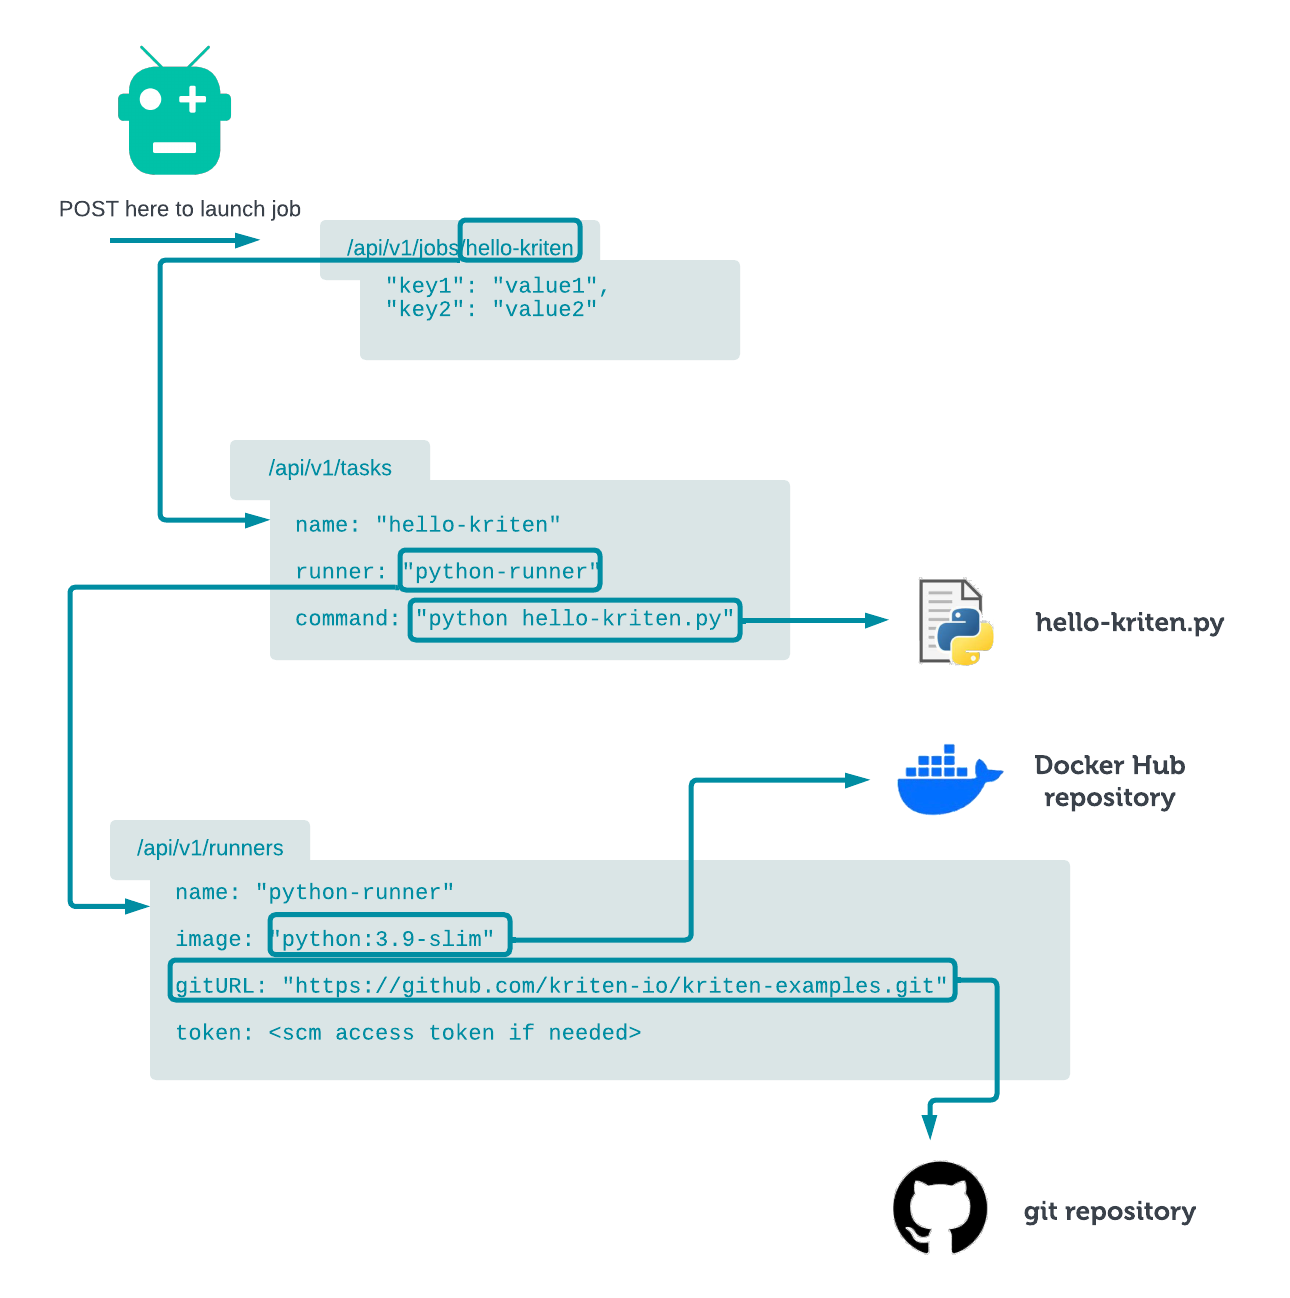 POST here to launch job
/api/v1/jobs/hello-kriten
"key1": "value1",
"key2": "value2"
/api/v1/tasks
name: "hello-kriten"
runner: "python-runner"
command: "python hello-kriten.py"
hello-kriten.py
Docker Hub
repository
/api/v1/runners
name: "python-runner"
image: "python:3.9-slim"
gitURL: "https://github.com/kriten-io/kriten-examples.git"
token: <scm access token if needed>
git repository